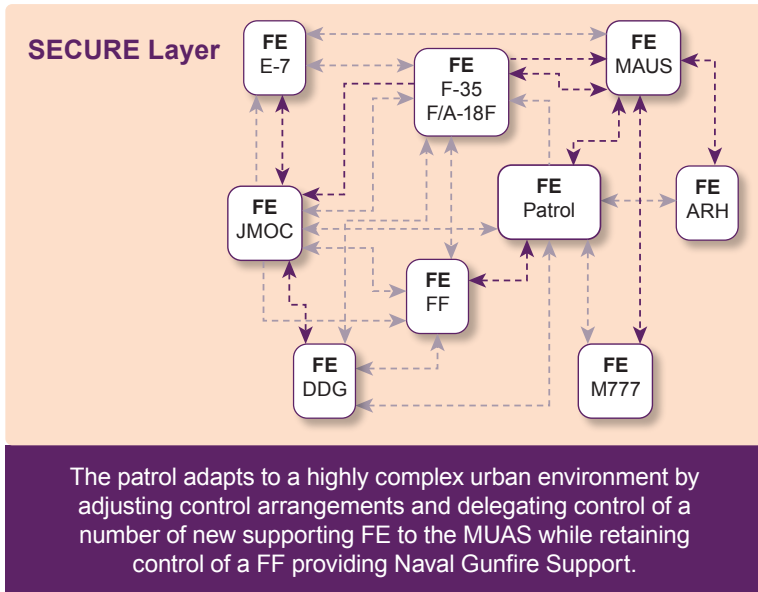 SECURE Layer
FE
E-7
FE
F-35
F/A-18F
FE
MAUS
FE
JMOC
FE
Patrol
FE
ARH
FE
FF
FE
DDG
FE
M777
The patrol adapts to a highly complex urban environment by
adjusting control arrangements and delegating control of a
number of new supporting FE to the MUAS while retaining
control of a FF providing Naval Gunfire Support.